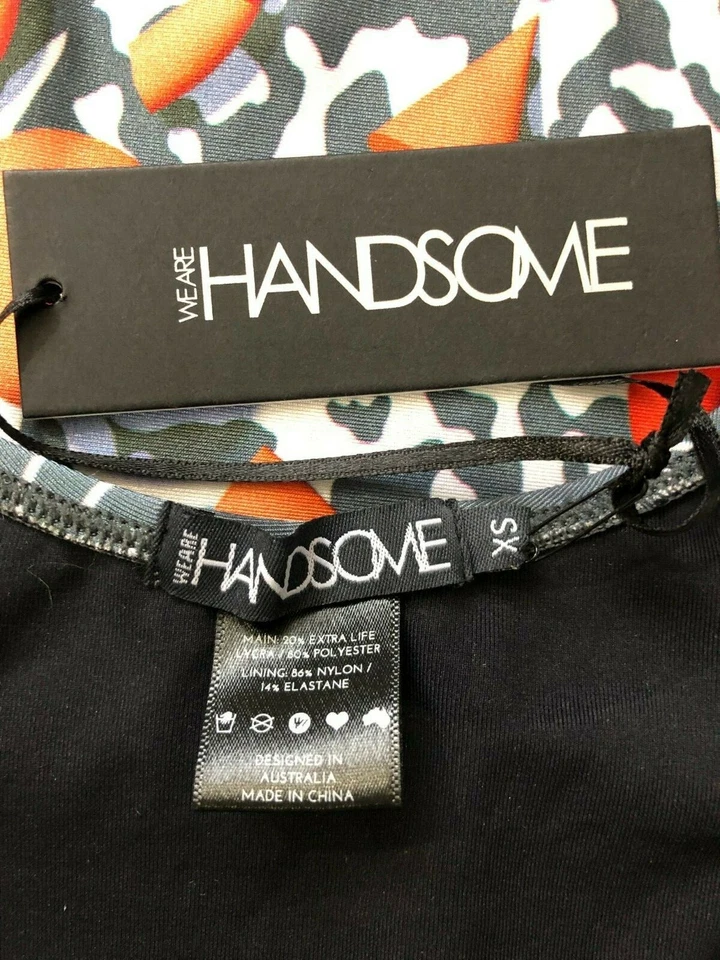 WE ARE HANDSOME
WE ARE HANDSOME
XS
MAIN: 20% EXTRA LIFE
LYCRA / 80% POLYESTER
LINING: 86% NYLON /
14% ELASTANE
DESIGNED IN
AUSTRALIA
MADE IN CHINA